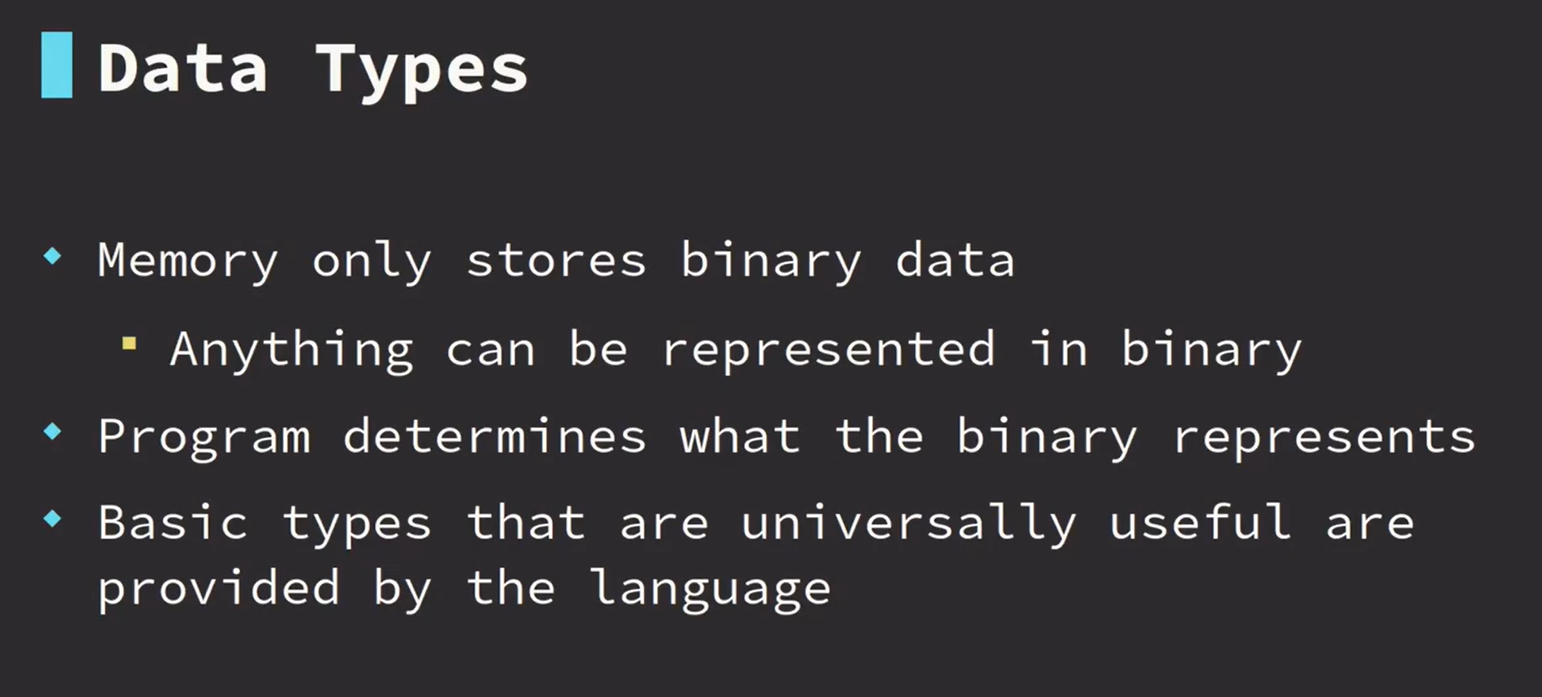 Data Types
Memory only stores binary data
Anything can be represented in binary
Program determines what the binary represents
Basic types that are universally useful are
provided by the language